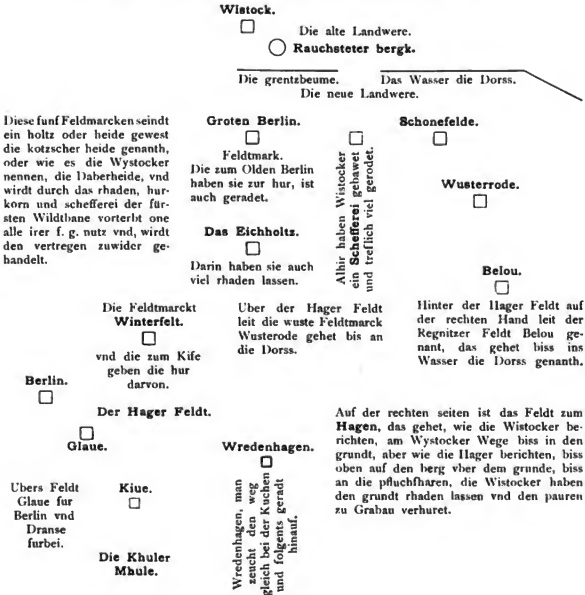 Wistock.
Die alte Landwere.
Rauchsteter bergk.
Die grentzbeume.
Das Wasser die Dorss.
Die neue Landwere.
Diese funf Feldmarcken seindt
ein holtz oder heide gewest
die kotzscher heide genanth,
oder wie es die Wystocker
nennen, die Daberheide, vnd
wirdt durch das rhaden, hur-
korn und schefferei der für-
sten Wildtbane vorterbt one
alle irer f. g. nutz vnd, wirdt
den vertregen zuwider ge-
handelt.
Groten Berlin.
Feldtmark.
Die zum Olden Berlin
haben sie zur hur, ist
auch geradet.
Das Eichholtz.
Darin haben sie auch
viel rhaden lassen.
Alhir haben Wistocker
ein Schefferei gebawet
und treflich viel gerodet.
Schonefelde.
Wusterrode.
Belou.
Hinter der Hager Feldt auf
der rechten Hand leit der
Regnitzer Feldt Belou ge-
nant, das gehet biss ins
Wasser die Dorss genanth.
Die Feldtmarckt
Winterfelt.
vnd die zum Kife
geben die hur
darvon.
Uber der Hager Feldt
leit die wuste Feldtmarck
Wusterode gehet bis an
die Dorss.
Berlin.
Der Hager Feldt.
Glaue.
Ubers Feldt
Glaue fur
Berlin vnd
Dranse
furbei.
Kiue.
Die Khuler
Mhule.
Wredenhagen.
Wredenhagen, man
zeucht den weg
gleich bei der Kuchen
und folgents geradt
hinauf.
Auf der rechten seiten ist das Feldt zum
Hagen, das gehet, wie die Wistocker be-
richten, am Wystocker Wege biss in den
grundt, aber wie die Hager berichten, biss
oben auf den berg vber dem grunde, biss
an die pfluchfharen, die Wistocker haben
den grundt rhaden lassen vnd den pauren
zu Grabau verhuret.